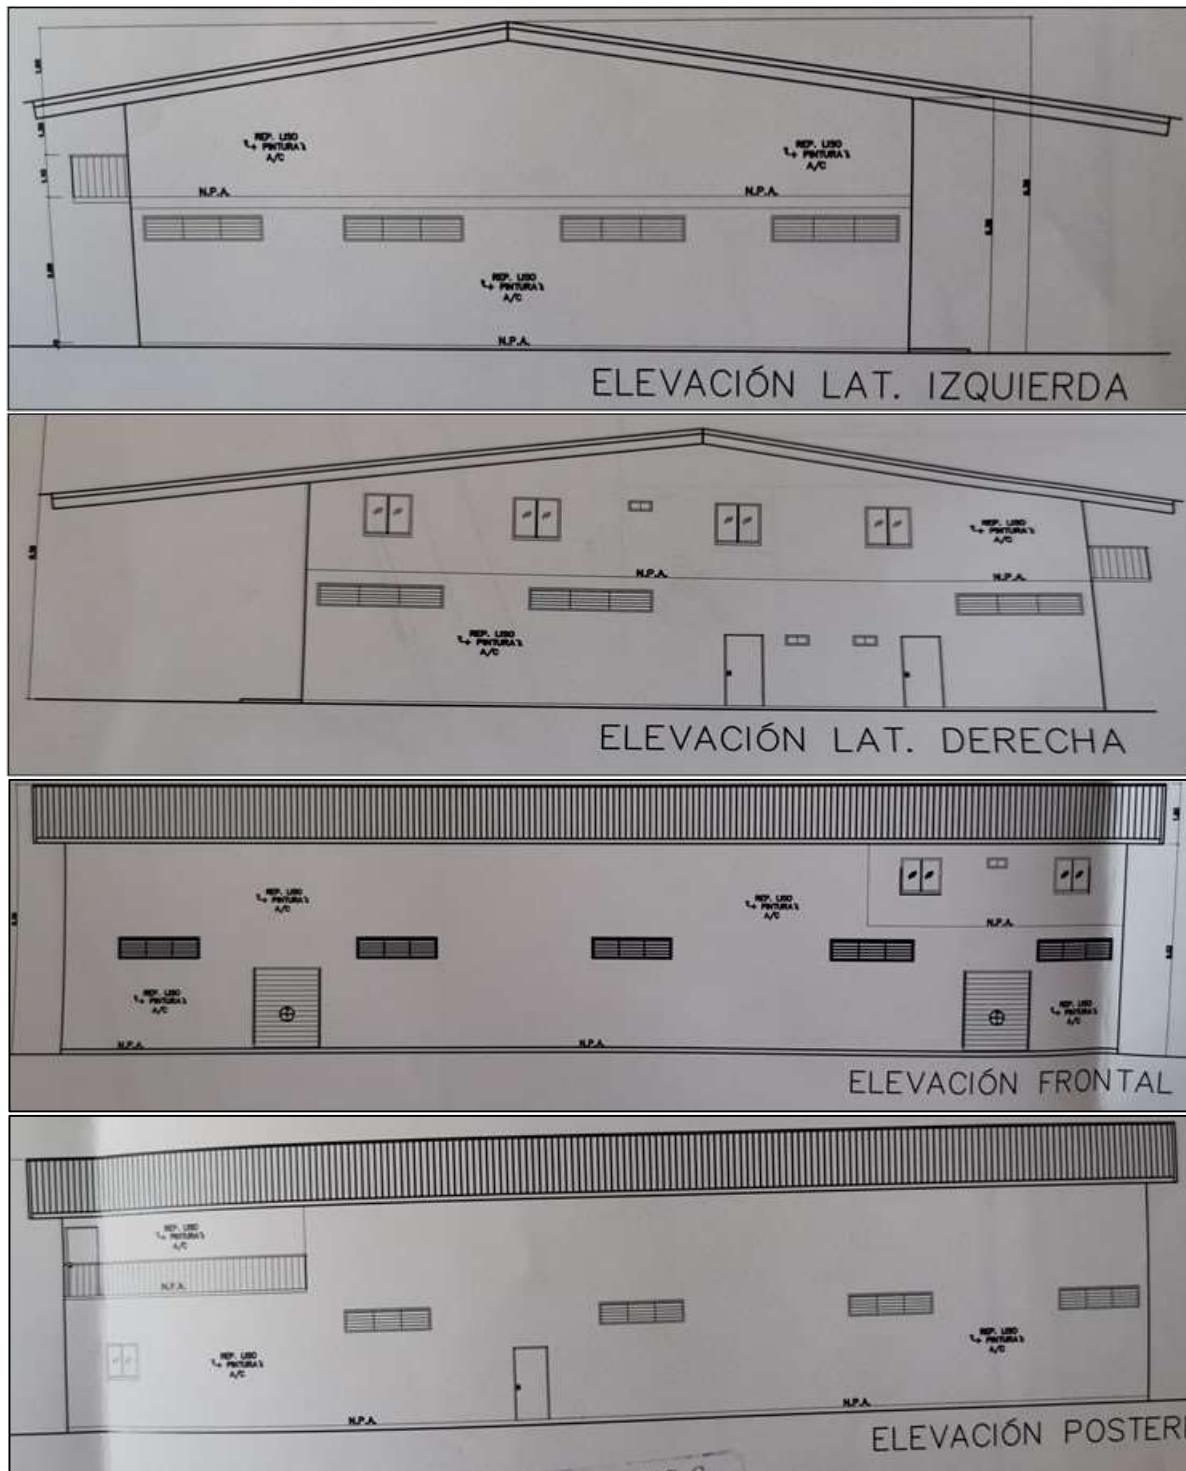 REP. LISO
+ PINTURA
A/C
REP. LISO
+ PINTURA
A/C
N.P.A.
N.P.A.
REP. LISO
+ PINTURA
A/C
N.P.A.
ELEVACIÓN LAT. IZQUIERDA
REP. LISO
+ PINTURA
A/C
N.P.A.
N.P.A.
REP. LISO
+ PINTURA
A/C
ELEVACIÓN LAT. DERECHA
REP. LISO
+ PINTURA
A/C
REP. LISO
+ PINTURA
A/C
N.P.A.
REP. LISO
+ PINTURA
A/C
REP. LISO
+ PINTURA
A/C
N.P.A.
N.P.A.
ELEVACIÓN FRONTAL
REP. LISO
+ PINTURA
A/C
N.P.A.
REP. LISO
+ PINTURA
A/C
REP. LISO
+ PINTURA
A/C
N.P.A.
N.P.A.
ELEVACIÓN POSTERI